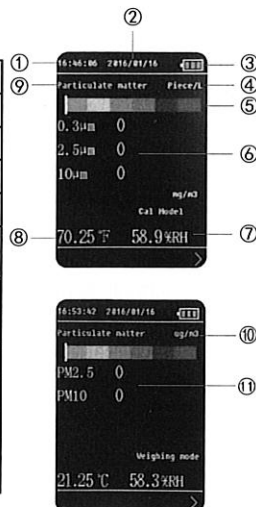 ②
① 16:46:06 2016/01/16 ③
⑨ Particulate matter Piece/L ④
⑤
0.3μm 0
2.5μm 0 ⑥
10μm 0
mg/m3
Cal Model
⑧ 70.25 ℉ 58.9 %RH ⑦
>
16:53:42 2016/01/16
Particulate matter ug/m3 ⑩
PM2.5 0 ⑪
PM10 0
Weighing mode
21.25 ℃ 58.3 %RH
>